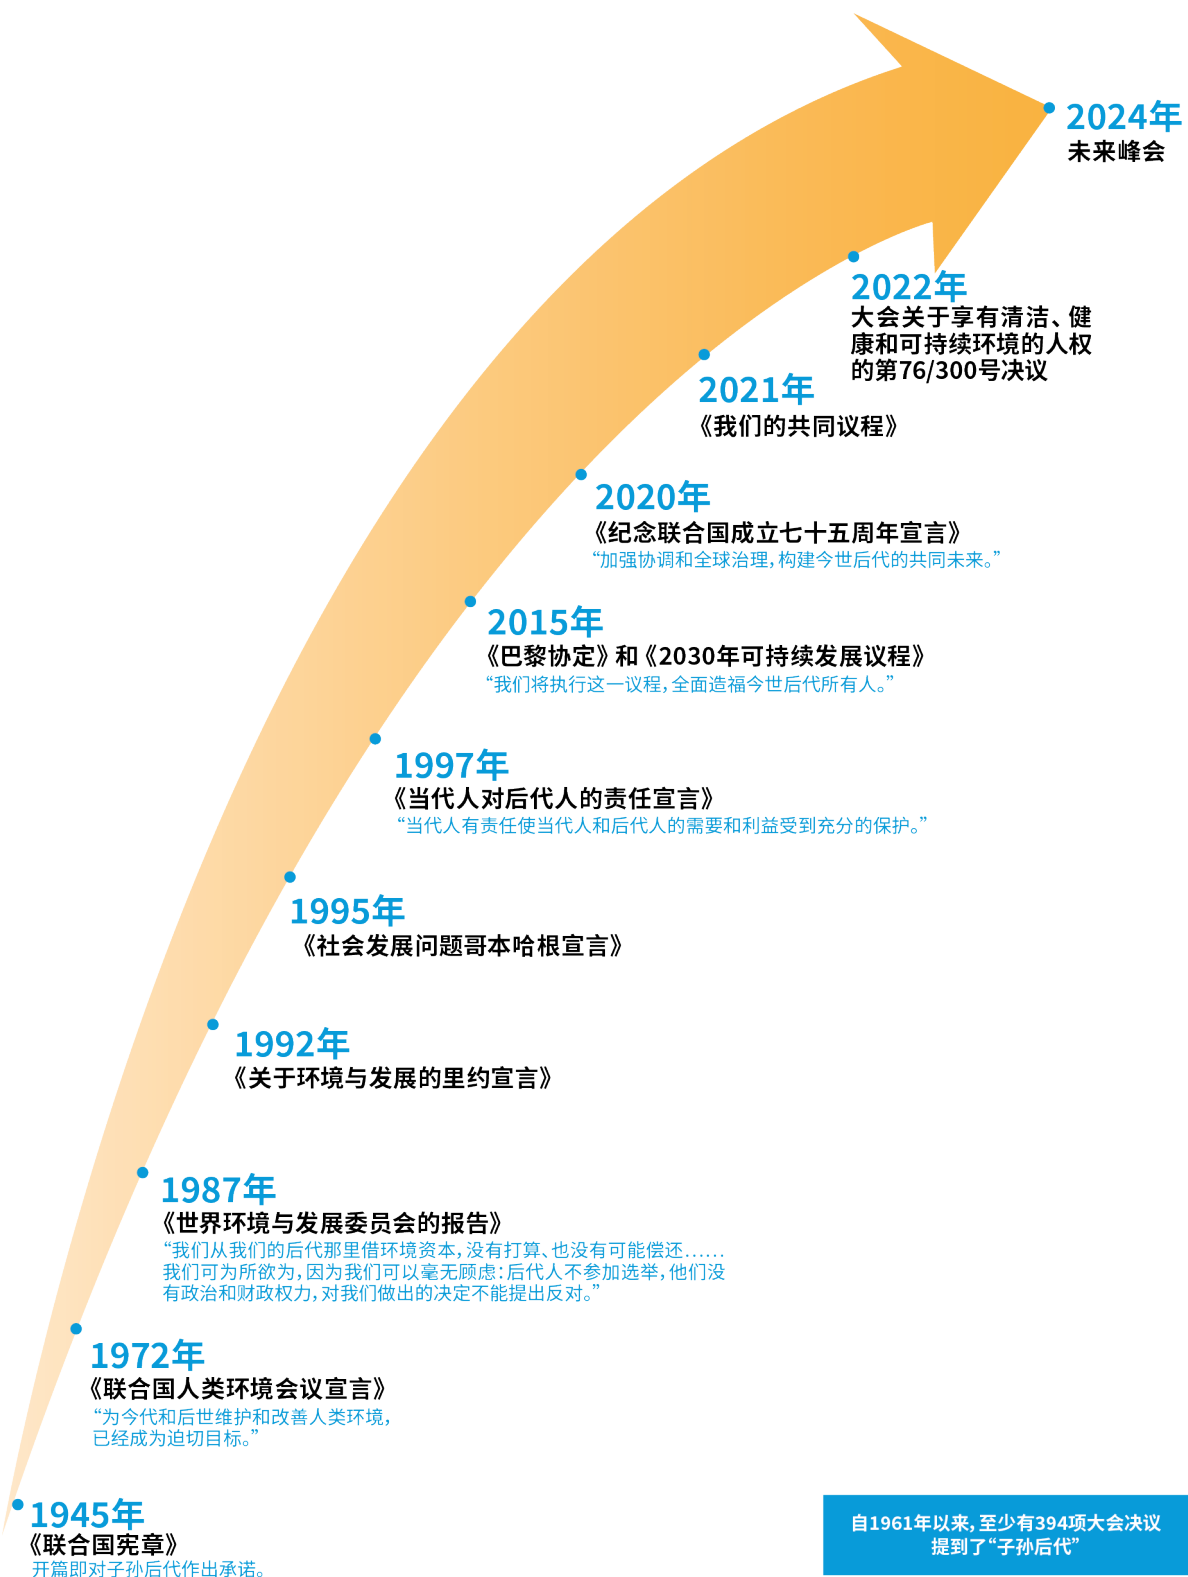 2024年
未来峰会
2022年
大会关于享有清洁、健
康和可持续环境的人权
的第76/300号决议
2021年
《我们的共同议程》
2020年
《纪念联合国成立七十五周年宣言》
“加强协调和全球治理，构建今世后代的共同未来。”
2015年
《巴黎协定》和《2030年可持续发展议程》
“我们将执行这一议程，全面造福今世后代所有人。”
1997年
《当代人对后代人的责任宣言》
“当代人有责任使当代人和后代人的需要和利益受到充分的保护。”
1995年
《社会发展问题哥本哈根宣言》
1992年
《关于环境与发展的里约宣言》
1987年
《世界环境与发展委员会的报告》
“我们从我们的后代那里借环境资本，没有打算、也没有可能偿还……
我们可为所欲为，因为我们可以毫无顾虑：后代人不参加选举，他们没
有政治和财政权力，对我们做出的决定不能提出反对。”
1972年
《联合国人类环境会议宣言》
“为今代和后世维护和改善人类环境，
已经成为迫切目标。”
1945年
《联合国宪章》
开篇即对子孙后代作出承诺。
自1961年以来，至少有394项大会决议
提到了“子孙后代”